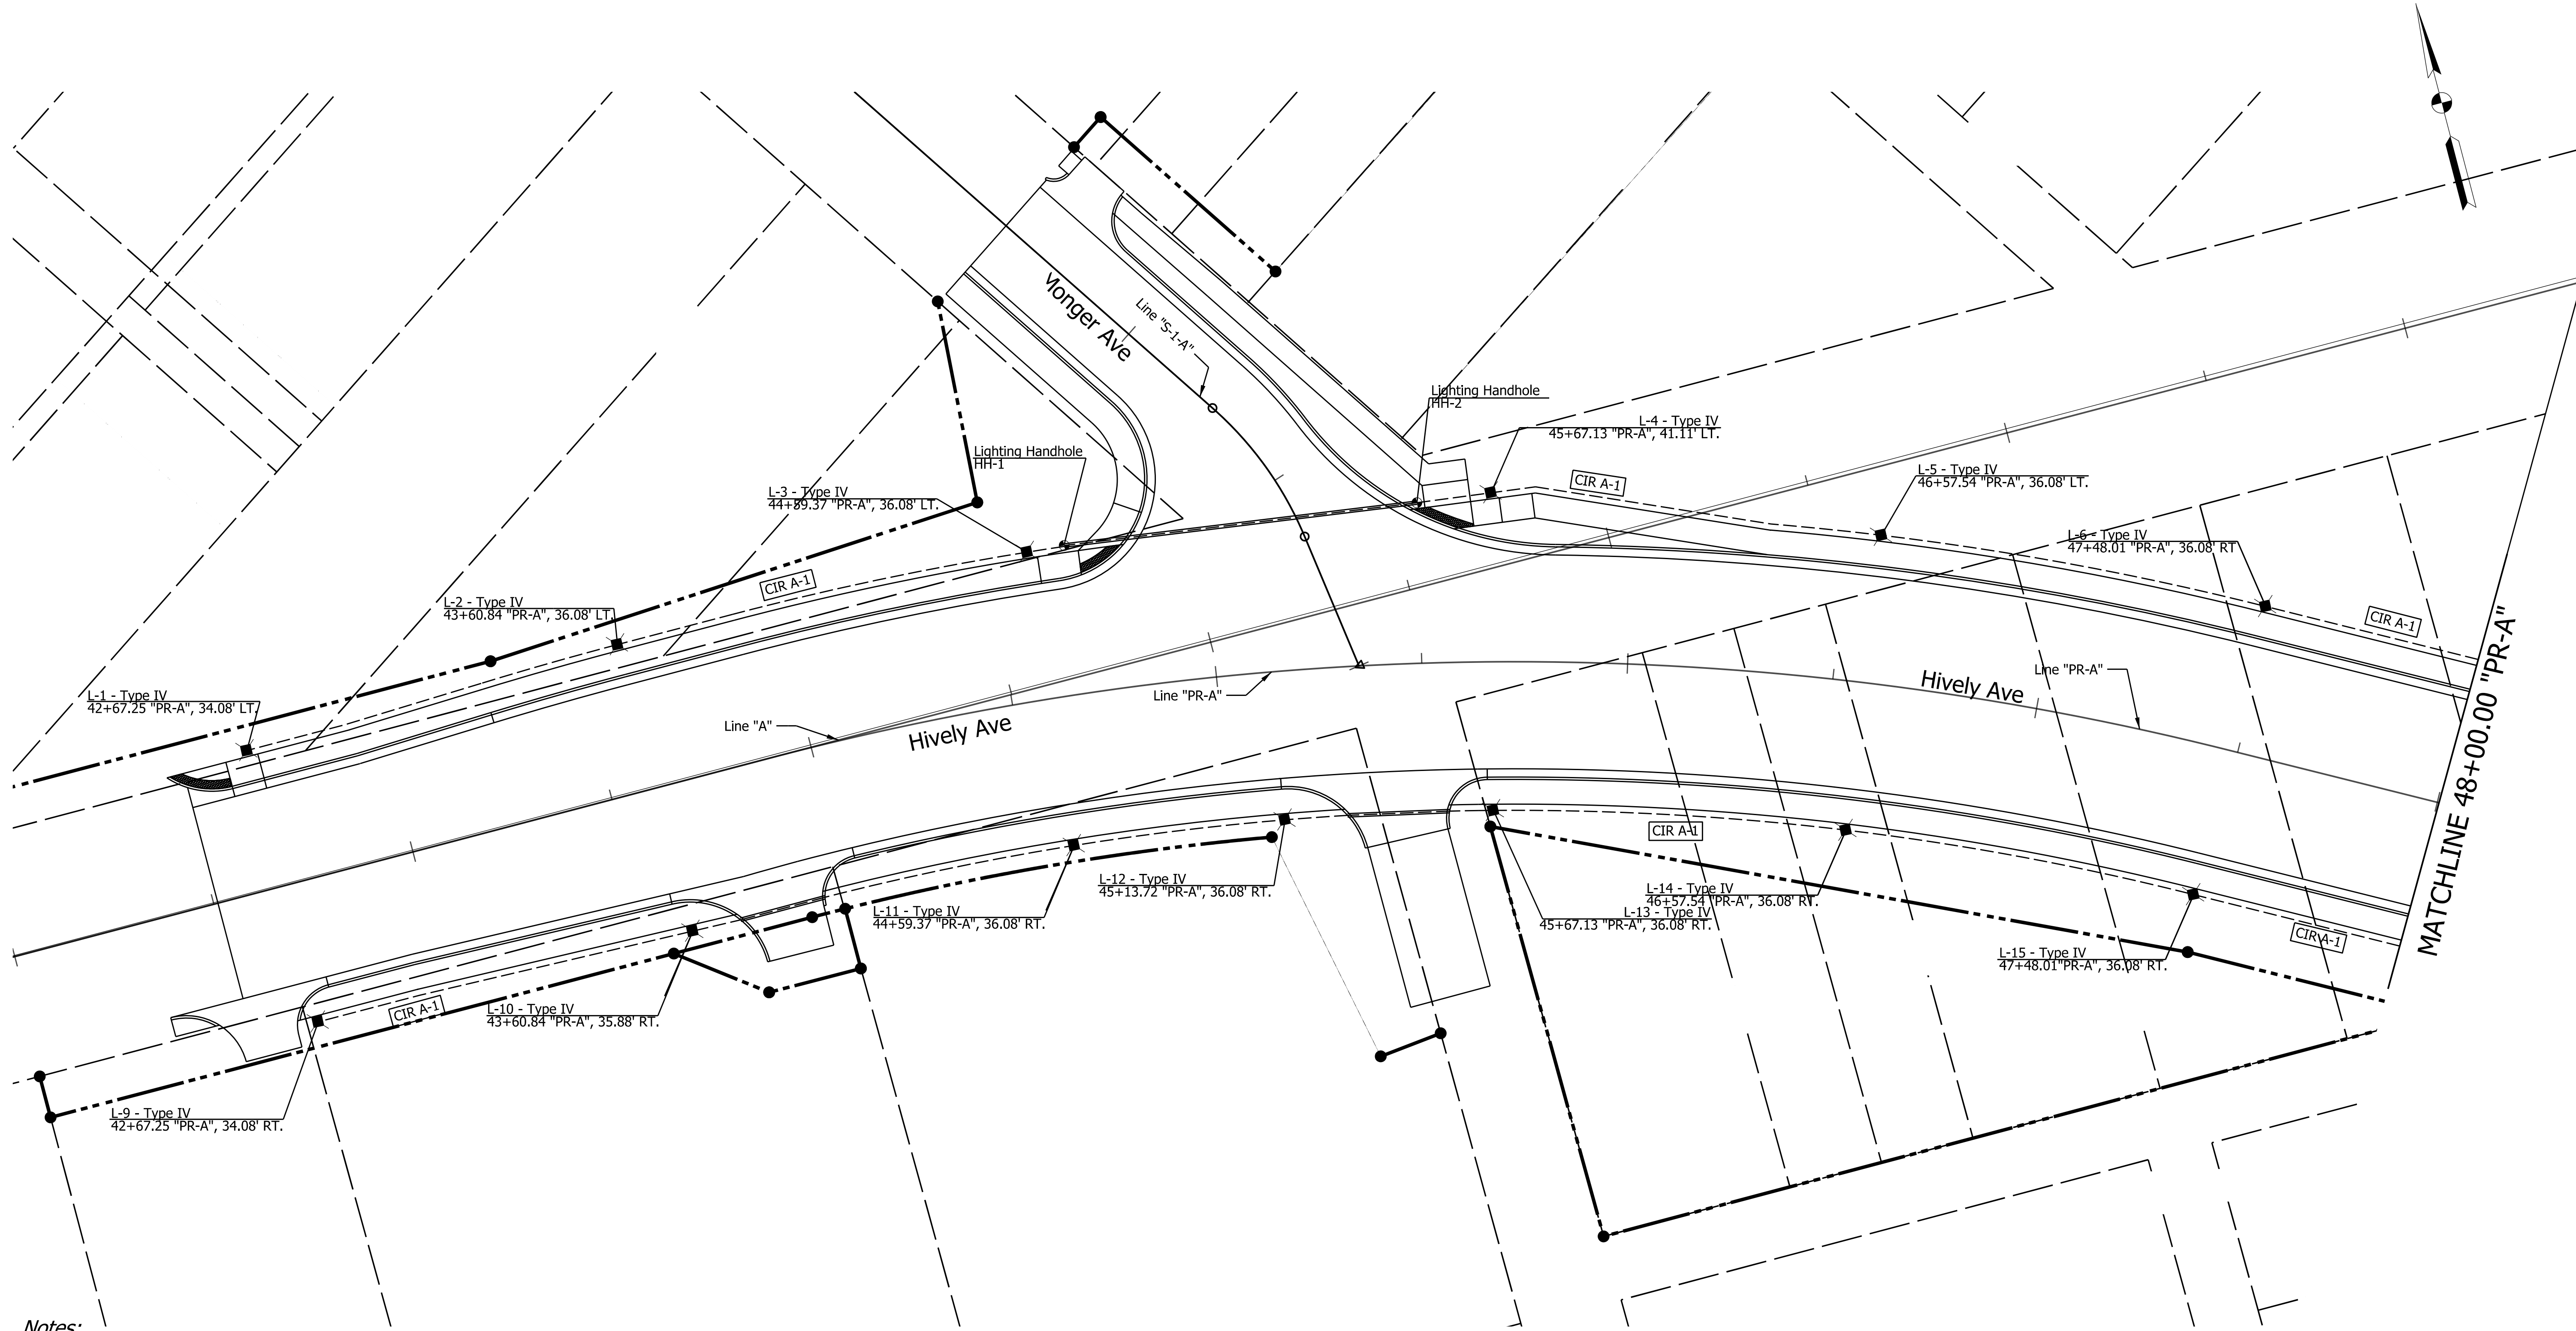 Monger Ave
Line "S-1-A"
Lighting Handhole
HH-2
L-4 - Type IV
45+67.13 "PR-A", 41.11' LT.
Lighting Handhole
HH-1
CIR A-1
L-5 - Type IV
46+57.54 "PR-A", 36.08' LT.
L-3 - Type IV
44+59.37 "PR-A", 36.08' LT.
L-6 - Type IV
47+48.01 "PR-A", 36.08' RT
CIR A-1
L-2 - Type IV
43+60.84 "PR-A", 36.08' LT.
CIR A-1
L-1 - Type IV
42+67.25 "PR-A", 34.08' LT.
Line "A"
Line "PR-A"
Hively Ave
Hively Ave
Line "PR-A"
MATCHLINE 48+00.00 "PR-A"
CIR A-1
L-12 - Type IV
45+13.72 "PR-A", 36.08' RT.
L-14 - Type IV
46+57.54 "PR-A", 36.08' RT.
L-11 - Type IV
44+59.37 "PR-A", 36.08' RT.
L-13 - Type IV
45+67.13 "PR-A", 36.08' RT.
CIR A-1
L-15 - Type IV
47+48.01"PR-A", 36.08' RT.
CIR A-1
L-10 - Type IV
43+60.84 "PR-A", 35.88' RT.
L-9 - Type IV
42+67.25 "PR-A", 34.08' RT.
Notes: